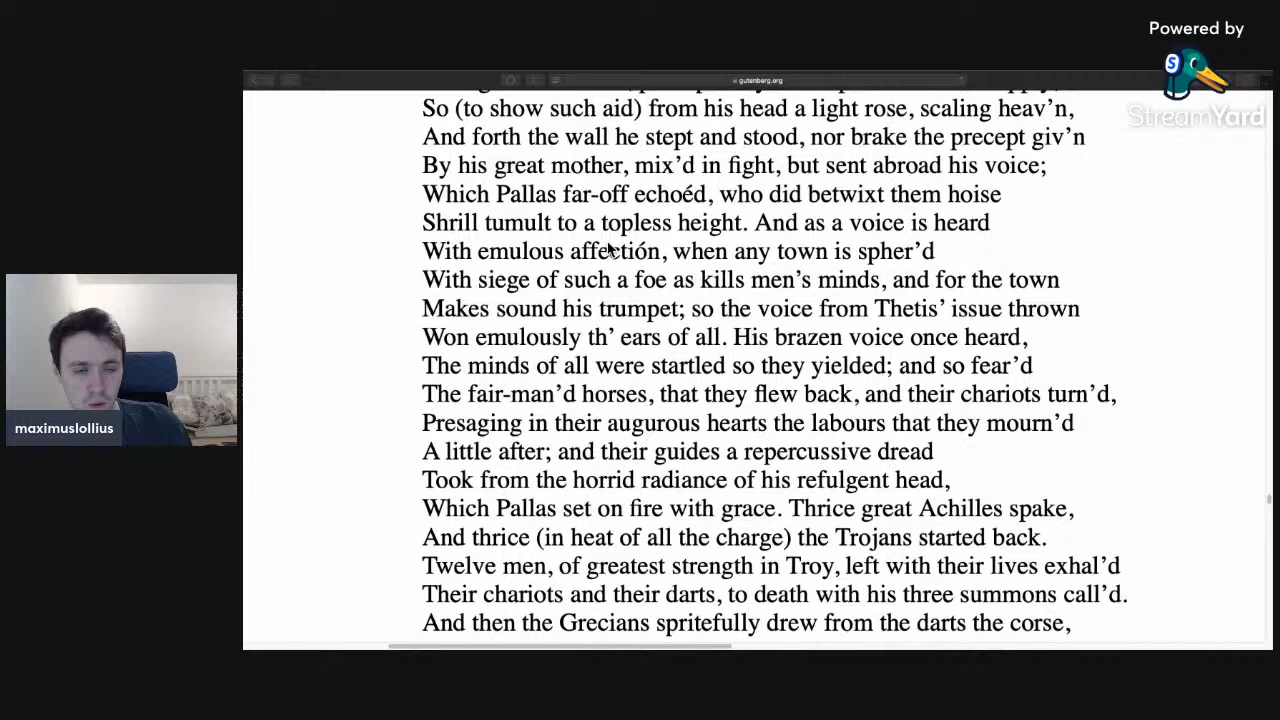 Powered by
StreamYard
gutenberg.org
So (to show such aid) from his head a light rose, scaling heav’n,
And forth the wall he stept and stood, nor brake the precept giv’n
By his great mother, mix’d in fight, but sent abroad his voice;
Which Pallas far-off echoéd, who did betwixt them hoise
Shrill tumult to a topless height. And as a voice is heard
With emulous affectión, when any town is spher’d
With siege of such a foe as kills men’s minds, and for the town
Makes sound his trumpet; so the voice from Thetis’ issue thrown
Won emulously th’ ears of all. His brazen voice once heard,
The minds of all were startled so they yielded; and so fear’d
The fair-man’d horses, that they flew back, and their chariots turn’d,
Presaging in their augurous hearts the labours that they mourn’d
A little after; and their guides a repercussive dread
Took from the horrid radiance of his refulgent head,
Which Pallas set on fire with grace. Thrice great Achilles spake,
And thrice (in heat of all the charge) the Trojans started back.
Twelve men, of greatest strength in Troy, left with their lives exhal’d
Their chariots and their darts, to death with his three summons call’d.
And then the Grecians spritefully drew from the darts the corse,
maximuslollius